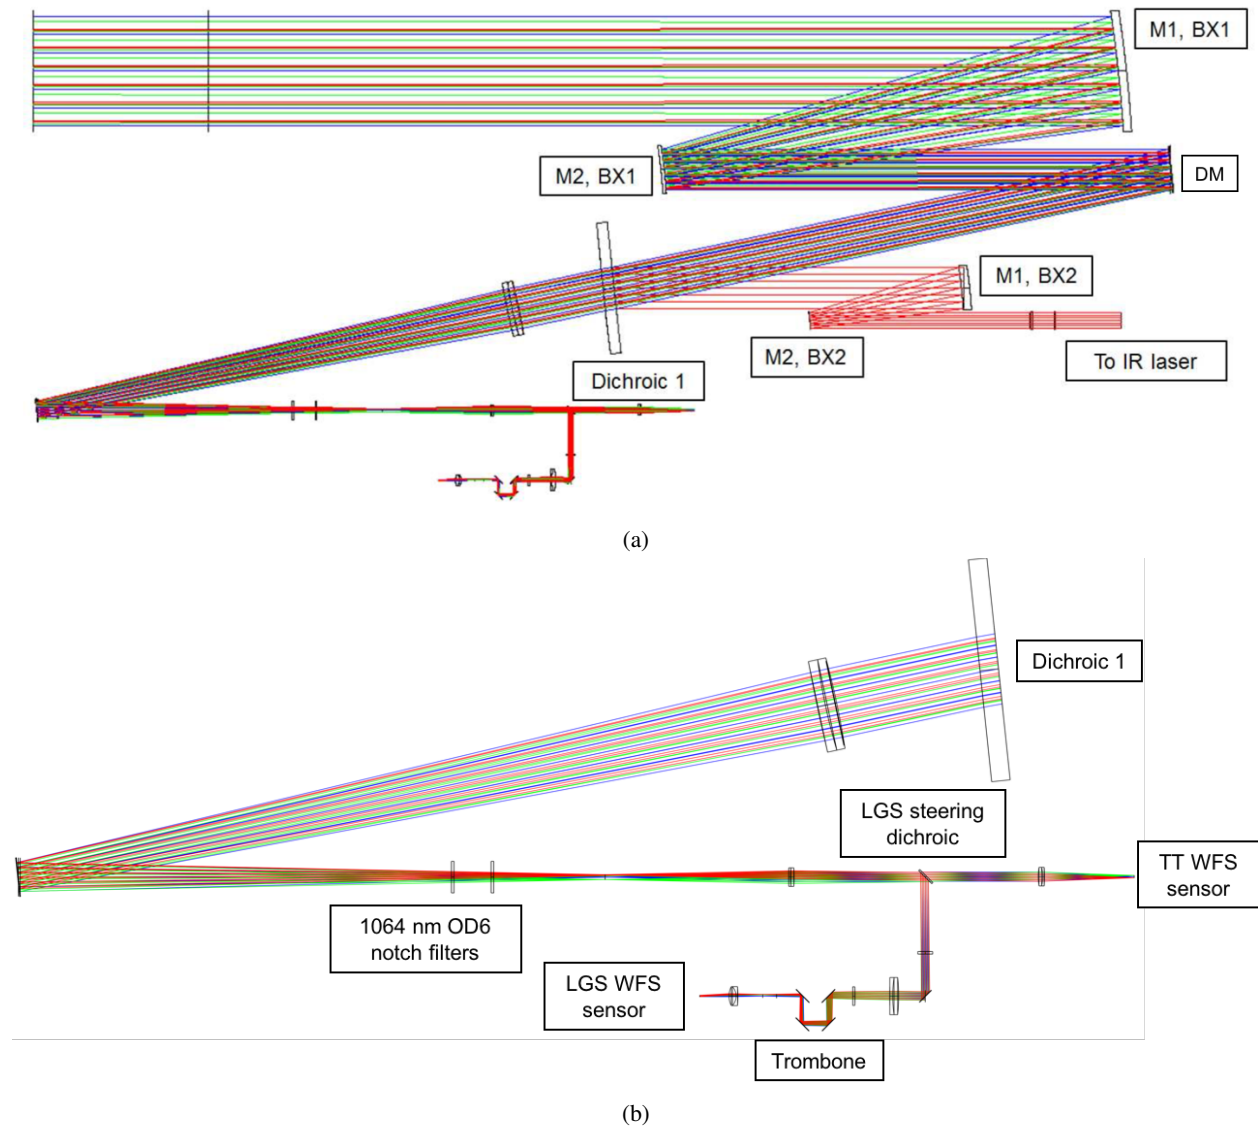 M1, BX1
M2, BX1
DM
M1, BX2
M2, BX2
To IR laser
Dichroic 1
(a)
Dichroic 1
LGS steering
dichroic
TT WFS
sensor
1064 nm OD6
notch filters
LGS WFS
sensor
Trombone
(b)